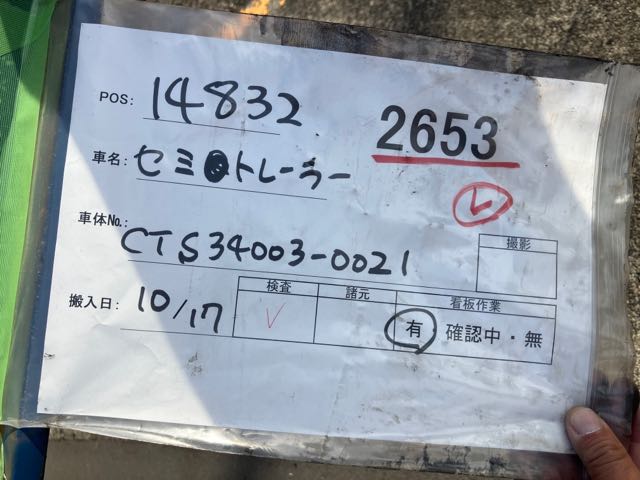 POS: 14832
2653
車名: セミトレーラー
レ
車体No.: CTS34003-0021
撮影
搬入日: 10/17
検査 諸元 看板作業
✓ 有 確認中・無